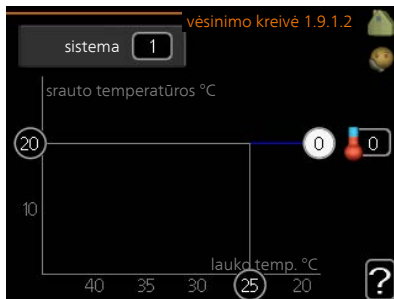 vėsinimo kreivė 1.9.1.2
sistema 1
srauto temperatūros °C
20 0 0
10
lauko temp. °C
40 35 30 25 20
?